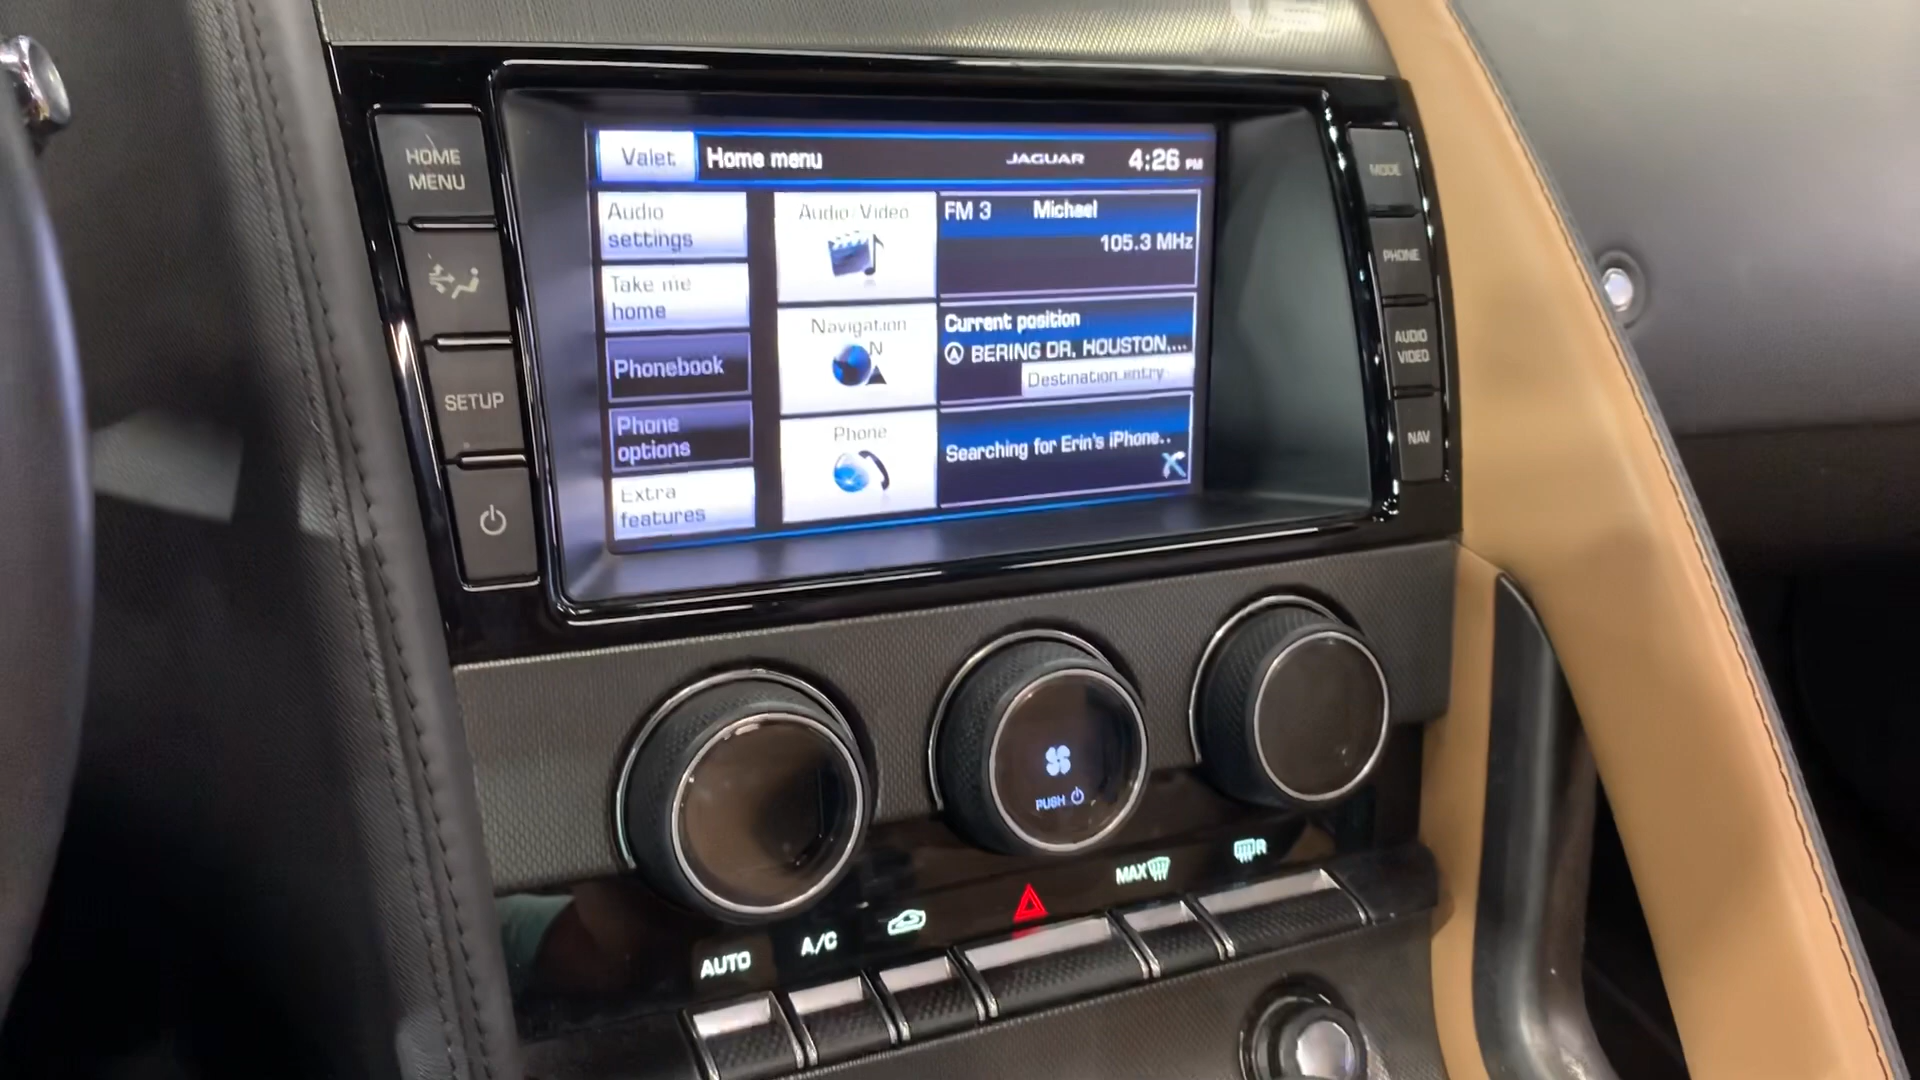 HOME
MENU
SETUP
Valet
Home menu
JAGUAR
4:26 PM
Audio
settings
Take me
home
Phonebook
Phone
options
Extra
features
Audio Video
Navigation
N
Phone
FM 3 Michael
105.3 MHz
Current position
BERING DR, HOUSTON,...
Destination entry
Searching for Erin's iPhone..
MODE
PHONE
AUDIO
VIDEO
NAV
PUSH
AUTO
A/C
MAX
R